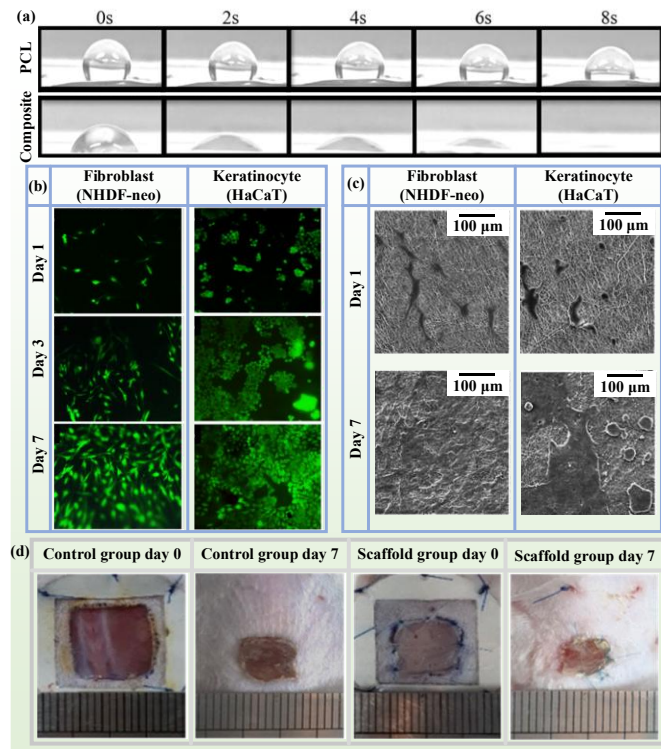 (a)
0s 2s 4s 6s 8s
PCL
Composite
(b)
Fibroblast
(NHDF-neo)
Keratinocyte
(HaCaT)
Day 1
Day 3
Day 7
(c)
Fibroblast
(NHDF-neo)
Keratinocyte
(HaCaT)
Day 1
100 µm
100 µm
Day 7
100 µm
100 µm
(d)
Control group day 0
Control group day 7
Scaffold group day 0
Scaffold group day 7